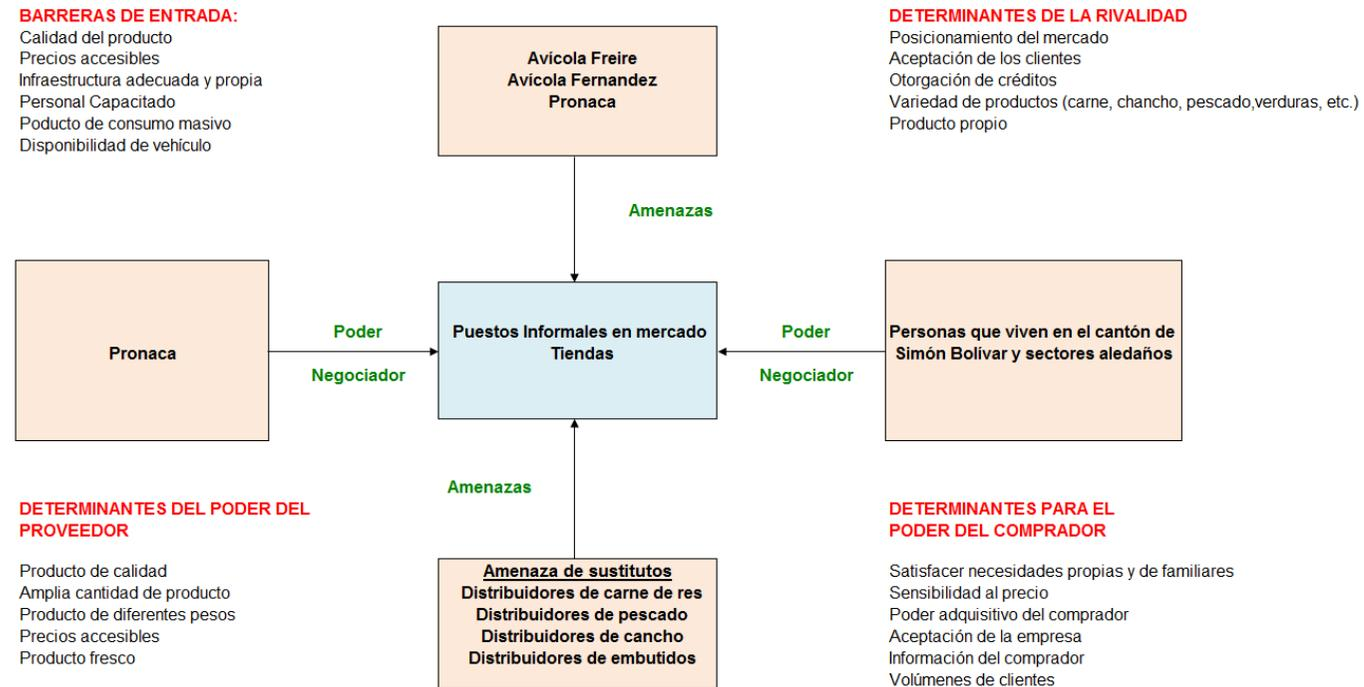 BARRERAS DE ENTRADA:
Calidad del producto
Precios accesibles
Infraestructura adecuada y propia
Personal Capacitado
Poducto de consumo masivo
Disponibilidad de vehículo
Avícola Freire
Avícola Fernandez
Pronaca
DETERMINANTES DE LA RIVALIDAD
Posicionamiento del mercado
Aceptación de los clientes
Otorgación de créditos
Variedad de productos (carne, chancho, pescado,verduras, etc.)
Producto propio
Amenazas
Pronaca
Poder
Negociador
Puestos Informales en mercado
Tiendas
Poder
Negociador
Personas que viven en el cantón de
Simón Bolívar y sectores aledaños
Amenazas
DETERMINANTES DEL PODER DEL
PROVEEDOR
Producto de calidad
Amplia cantidad de producto
Producto de diferentes pesos
Precios accesibles
Producto fresco
Amenaza de sustitutos
Distribuidores de carne de res
Distribuidores de pescado
Distribuidores de cancho
Distribuidores de embutidos
DETERMINANTES PARA EL
PODER DEL COMPRADOR
Satisfacer necesidades propias y de familiares
Sensibilidad al precio
Poder adquisitivo del comprador
Aceptación de la empresa
Información del comprador
Volúmenes de clientes